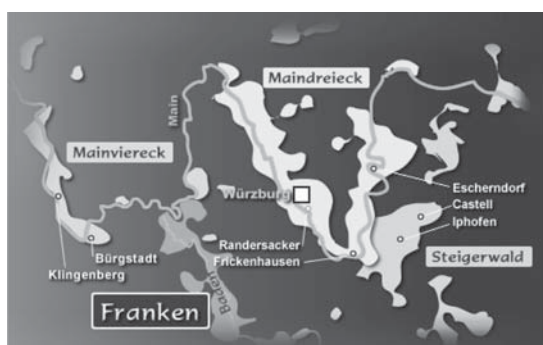 Maindreieck
Main
Mainviereck
Würzburg
Escherndorf
Castell
Iphofen
Randersacker
Frickenhausen
Steigerwald
Bürgstadt
Klingenberg
Baden
Franken